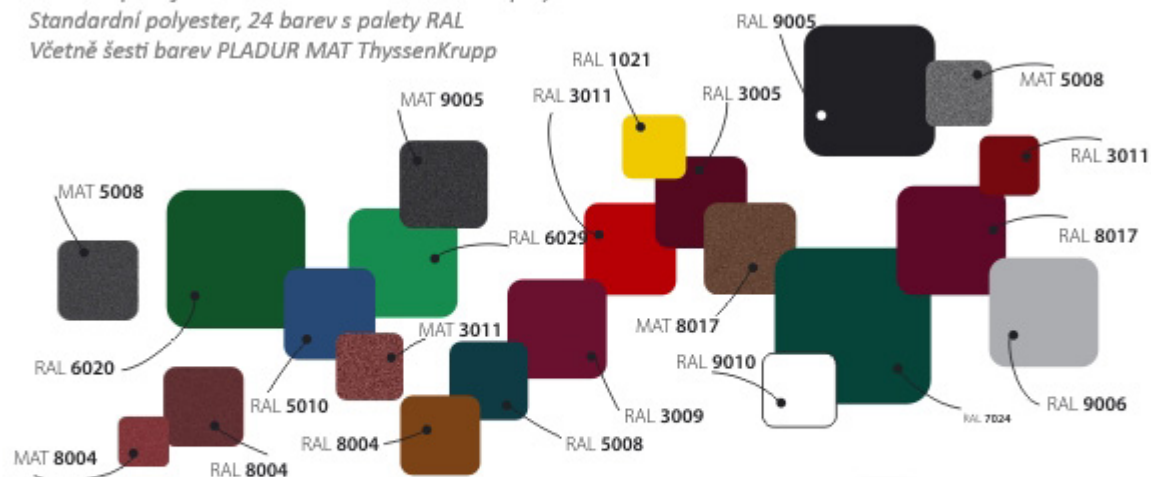 Standardní polyester, 24 barev s palety RAL
Včetně šesti barev PLADUR MAT ThyssenKrupp
RAL 9005
RAL 1021
MAT 5008
MAT 9005
RAL 3011
RAL 3005
RAL 3011
MAT 5008
RAL 6029
RAL 8017
MAT 8017
MAT 3011
RAL 6020
RAL 9010
RAL 5010
RAL 3009
RAL 7024
RAL 9006
RAL 8004
RAL 5008
MAT 8004
RAL 8004